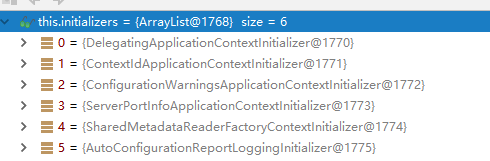 this.initializers = {ArrayList@1768} size = 6
0 = {DelegatingApplicationContextInitializer@1770}
1 = {ContextIdApplicationContextInitializer@1771}
2 = {ConfigurationWarningsApplicationContextInitializer@1772}
3 = {ServerPortInfoApplicationContextInitializer@1773}
4 = {SharedMetadataReaderFactoryContextInitializer@1774}
5 = {AutoConfigurationReportLoggingInitializer@1775}